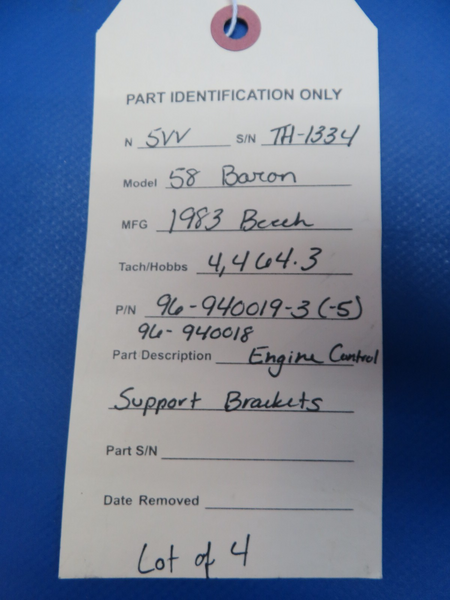 PART IDENTIFICATION ONLY
N 5VV S/N TH-1334
Model 58 Baron
MFG 1983 Beech
Tach/Hobbs 4,464.3
P/N 96-940019-3 (-5)
96-940018
Part Description Engine Control
Support Brackets
Part S/N
Date Removed
Lot of 4